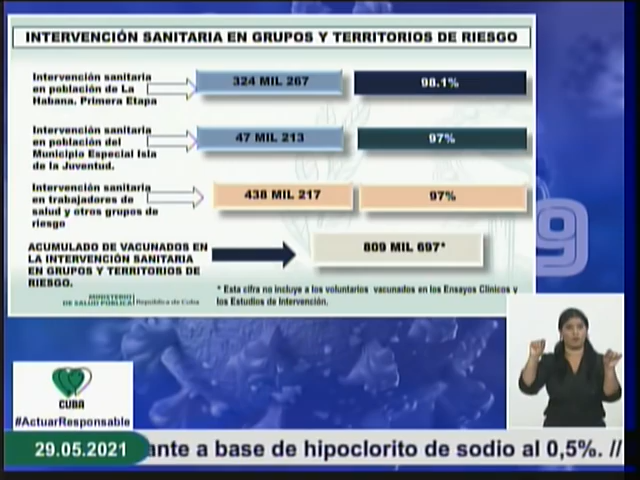 INTERVENCIÓN SANITARIA EN GRUPOS Y TERRITORIOS DE RIESGO
Intervención sanitaria
en población de La
Habana. Primera Etapa
324 MIL 267
98.1%
Intervención sanitaria
en población del
Municipio Especial Isla
de la Juventud.
47 MIL 213
97%
Intervención sanitaria
en trabajadores de
salud y otros grupos de
riesgo
438 MIL 217
97%
ACUMULADO DE VACUNADOS EN
LA INTERVENCIÓN SANITARIA
EN GRUPOS Y TERRITORIOS DE
RIESGO.
809 MIL 697*
* Esta cifra no incluye a los voluntarios vacunados en los Ensayos Clínicos y
los Estudios de Intervención.
MINISTERIO
DE SALUD PÚBLICA
República de Cuba
9
CUBA
#ActuarResponsable
29.05.2021
ante a base de hipoclorito de sodio al 0,5%. //